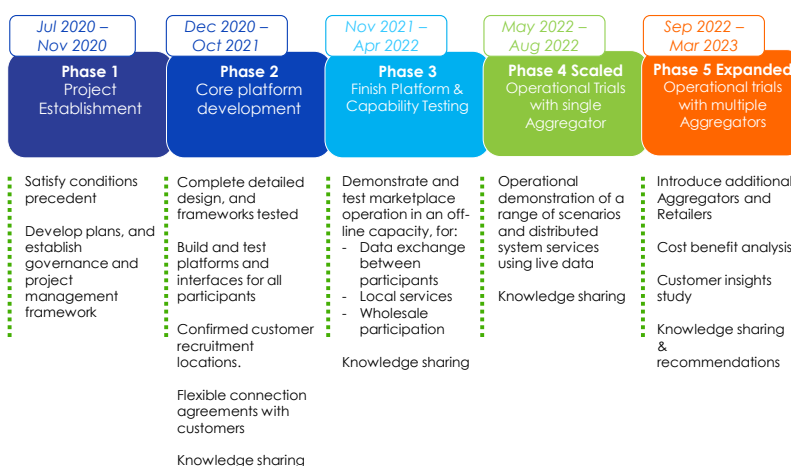 Jul 2020 –
Nov 2020
Phase 1
Project
Establishment
Satisfy conditions
precedent
Develop plans, and
establish
governance and
project
management
framework
Dec 2020 –
Oct 2021
Phase 2
Core platform
development
Complete detailed
design, and
frameworks tested
Build and test
platforms and
interfaces for all
participants
Confirmed customer
recruitment
locations.
Flexible connection
agreements with
customers
Knowledge sharing
Nov 2021 –
Apr 2022
Phase 3
Finish Platform &
Capability Testing
Demonstrate and
test marketplace
operation in an off-
line capacity, for:
- Data exchange
between
participants
- Local services
- Wholesale
participation
Knowledge sharing
May 2022 –
Aug 2022
Phase 4 Scaled
Operational Trials
with single
Aggregator
Operational
demonstration of a
range of scenarios
and distributed
system services
using live data
Knowledge sharing
Sep 2022 –
Mar 2023
Phase 5 Expanded
Operational trials
with multiple
Aggregators
Introduce additional
Aggregators and
Retailers
Cost benefit analysis
Customer insights
study
Knowledge sharing
&
recommendations